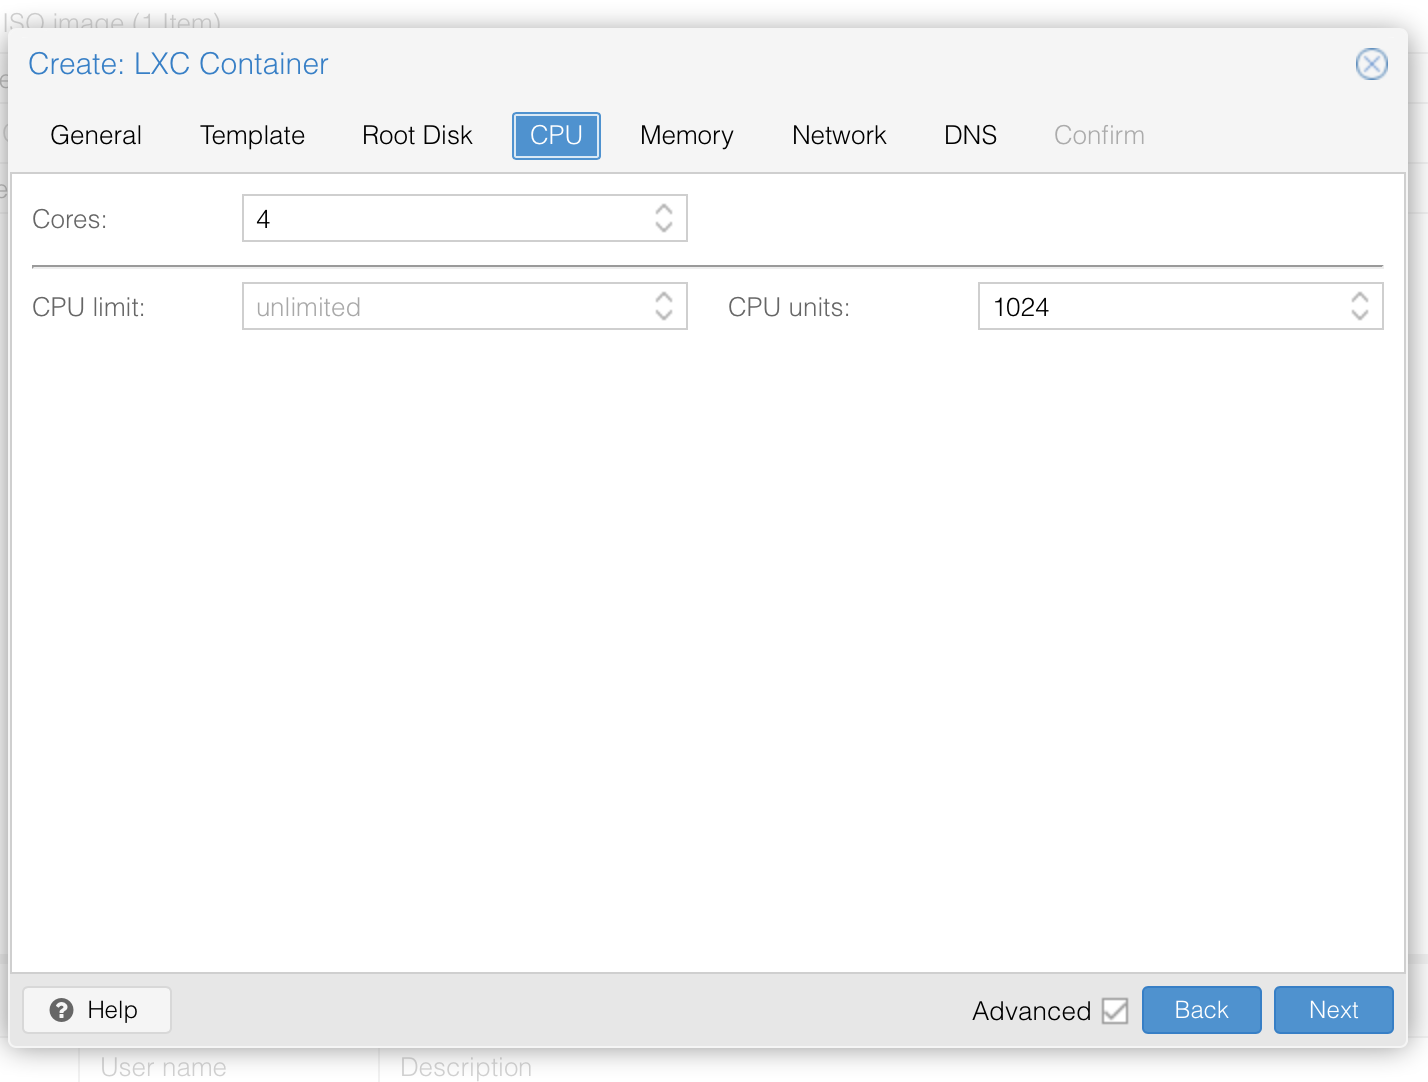 ISO image (1 Item)
Create: LXC Container
General Template Root Disk CPU Memory Network DNS Confirm
Cores: 4
CPU limit: unlimited CPU units: 1024
Help Advanced Back Next
User name Description